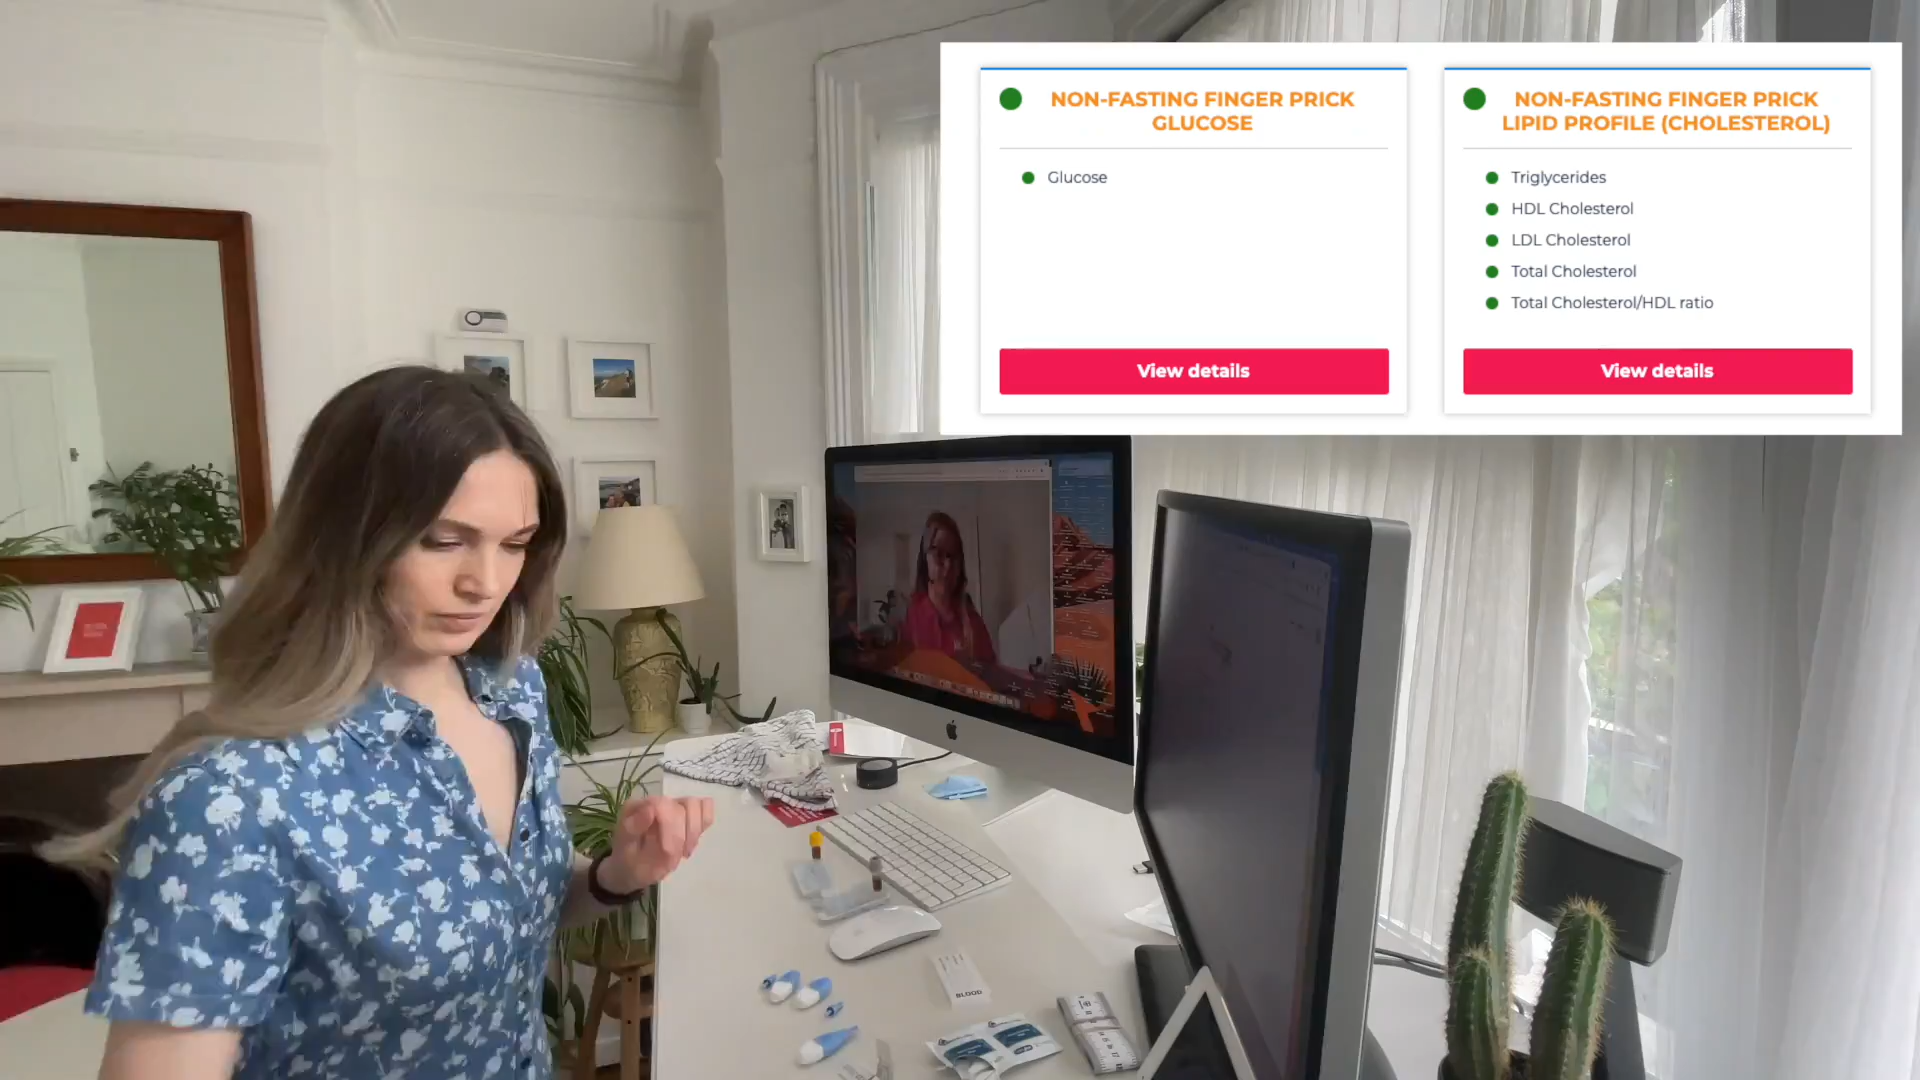 NON-FASTING FINGER PRICK
GLUCOSE
Glucose
View details
NON-FASTING FINGER PRICK
LIPID PROFILE (CHOLESTEROL)
Triglycerides
HDL Cholesterol
LDL Cholesterol
Total Cholesterol
Total Cholesterol/HDL ratio
View details
BLOOD